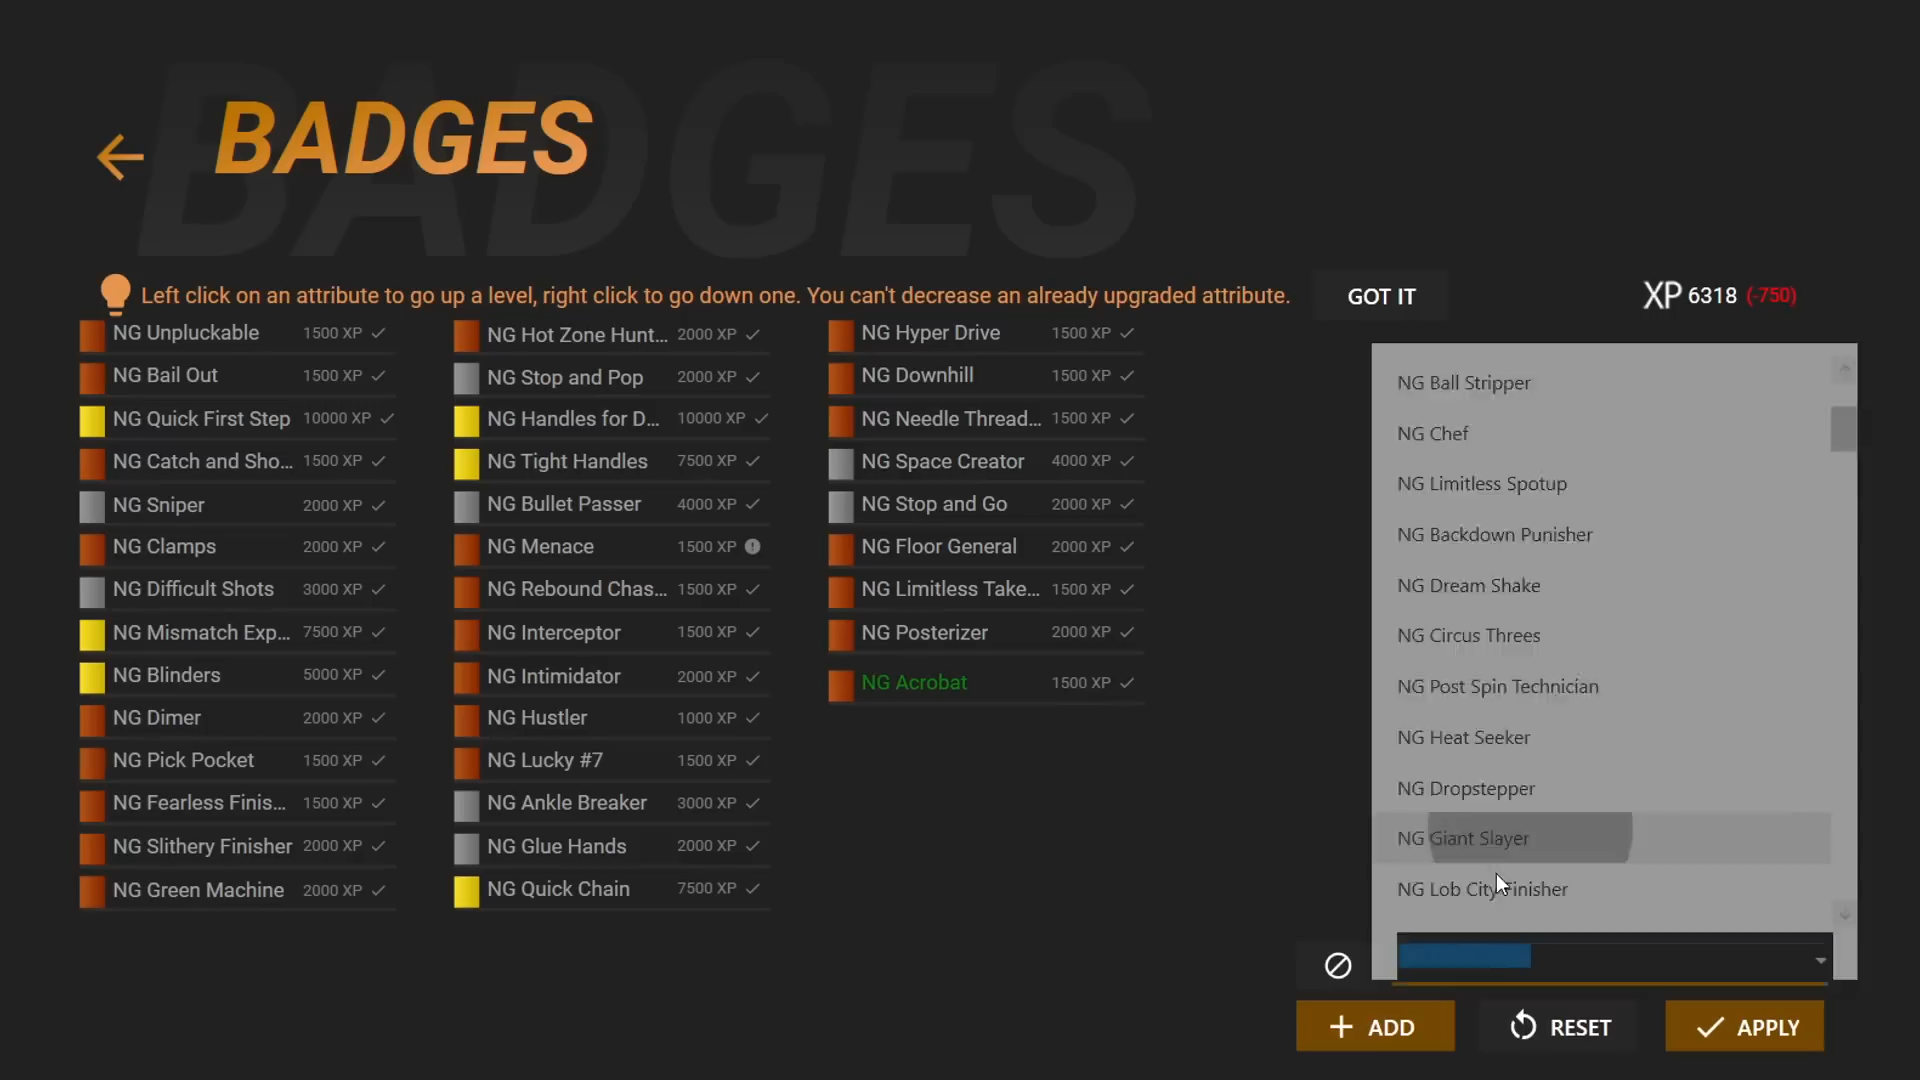 BADGES
BADGES
Left click on an attribute to go up a level, right click to go down one. You can't decrease an already upgraded attribute.
GOT IT
XP 6318 (-750)
NG Unpluckable 1500 XP
NG Bail Out 1500 XP
NG Quick First Step 10000 XP
NG Catch and Sho... 1500 XP
NG Sniper 2000 XP
NG Clamps 2000 XP
NG Difficult Shots 3000 XP
NG Mismatch Exp... 7500 XP
NG Blinders 5000 XP
NG Dimer 2000 XP
NG Pick Pocket 1500 XP
NG Fearless Finis... 1500 XP
NG Slithery Finisher 2000 XP
NG Green Machine 2000 XP
NG Hot Zone Hunt... 2000 XP
NG Stop and Pop 2000 XP
NG Handles for D... 10000 XP
NG Tight Handles 7500 XP
NG Bullet Passer 4000 XP
NG Menace 1500 XP
NG Rebound Chas... 1500 XP
NG Interceptor 1500 XP
NG Intimidator 2000 XP
NG Hustler 1000 XP
NG Lucky #7 1500 XP
NG Ankle Breaker 3000 XP
NG Glue Hands 2000 XP
NG Quick Chain 7500 XP
NG Hyper Drive 1500 XP
NG Downhill 1500 XP
NG Needle Thread... 1500 XP
NG Space Creator 4000 XP
NG Stop and Go 2000 XP
NG Floor General 2000 XP
NG Limitless Take... 1500 XP
NG Posterizer 2000 XP
NG Acrobat 1500 XP
NG Ball Stripper
NG Chef
NG Limitless Spotup
NG Backdown Punisher
NG Dream Shake
NG Circus Threes
NG Post Spin Technician
NG Heat Seeker
NG Dropstepper
NG Giant Slayer
NG Lob City Finisher
ADD
RESET
APPLY